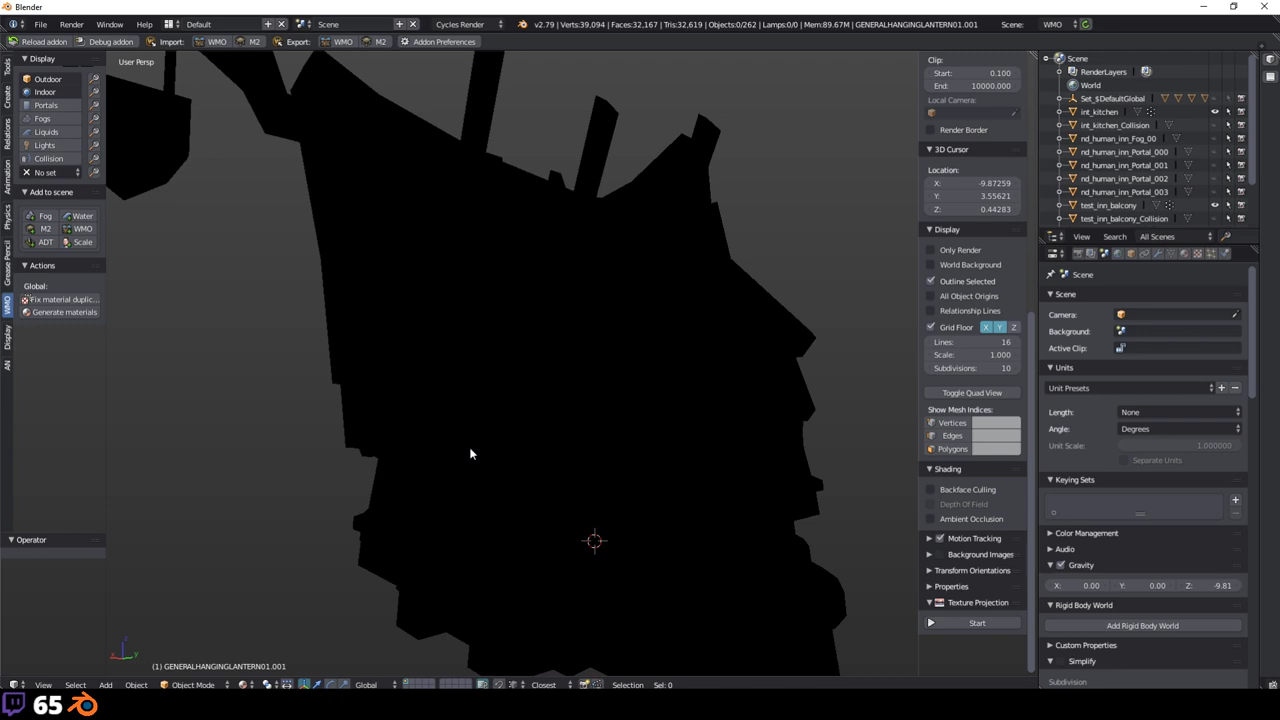 Blender
File Render Window Help Default Scene Cycles Render v2.79 | Verts:39,094 | Faces:32,167 | Tris:32,619 | Objects:0/262 | Lamps:0/0 | Mem:89.67M | GENERALHANGINGLANTERN01.001 Scene: WMO
Reload addon Debug addon Import: WMO M2 Export: WMO M2 Addon Preferences
Tools
Create
Relations
Animation
Physics
Grease Pencil
WMO
Display
AN
Display
Outdoor
Indoor
Portals
Fogs
Liquids
Lights
Collision
No set
Add to scene
Fog Water
M2 WMO
ADT Scale
Actions
Global:
Fix material duplic...
Generate materials
Operator
User Persp
(1) GENERALHANGINGLANTERN01.001
View Select Add Object Object Mode Global Closest Selection Sel: 0
Clip:
Start: 0.100
End: 10000.000
Local Camera:
Render Border
3D Cursor
Location:
X: -9.87259
Y: 3.55621
Z: 0.44283
Display
Only Render
World Background
Outline Selected
All Object Origins
Relationship Lines
Grid Floor X Y Z
Lines: 16
Scale: 1.000
Subdivisions: 10
Toggle Quad View
Show Mesh Indices:
Vertices
Edges
Polygons
Shading
Backface Culling
Depth Of Field
Ambient Occlusion
Motion Tracking
Background Images
Transform Orientations
Properties
Texture Projection
Start
Scene
RenderLayers
World
Set_$DefaultGlobal
int_kitchen
int_kitchen_Collision
nd_human_inn_Fog_00
nd_human_inn_Portal_000
nd_human_inn_Portal_001
nd_human_inn_Portal_002
nd_human_inn_Portal_003
test_inn_balcony
test_inn_balcony_Collision
View Search All Scenes
Scene
Scene
Camera:
Background:
Active Clip:
Units
Unit Presets
Length: None
Angle: Degrees
Unit Scale: 1.000000
Separate Units
Keying Sets
Color Management
Audio
Gravity
X: 0.00 Y: 0.00 Z: -9.81
Rigid Body World
Add Rigid Body World
Custom Properties
Simplify
Subdivision
65